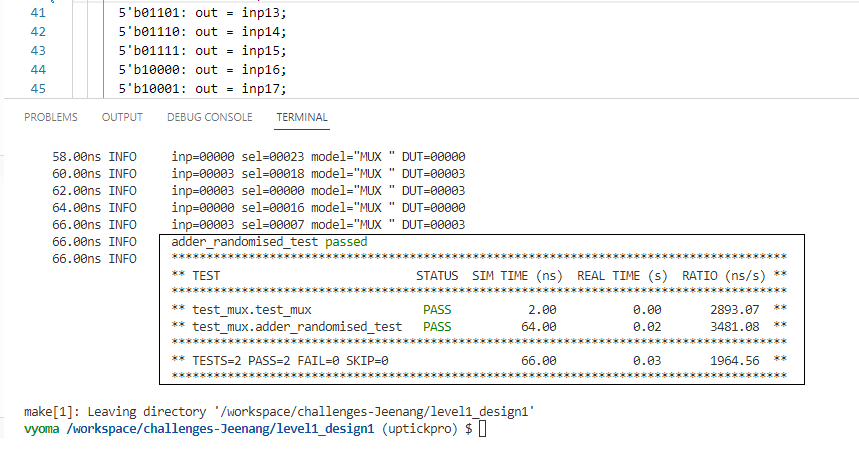 41 5'b01101: out = inp13;
42 5'b01110: out = inp14;
43 5'b01111: out = inp15;
44 5'b10000: out = inp16;
45 5'b10001: out = inp17;
PROBLEMS OUTPUT DEBUG CONSOLE TERMINAL
58.00ns INFO inp=00000 sel=00023 model="MUX " DUT=00000
60.00ns INFO inp=00003 sel=00018 model="MUX " DUT=00003
62.00ns INFO inp=00003 sel=00000 model="MUX " DUT=00003
64.00ns INFO inp=00000 sel=00016 model="MUX " DUT=00000
66.00ns INFO inp=00003 sel=00007 model="MUX " DUT=00003
66.00ns INFO adder_randomised_test passed
66.00ns INFO **************************************************************************************
** TEST STATUS SIM TIME (ns) REAL TIME (s) RATIO (ns/s) **
**************************************************************************************
** test_mux.test_mux PASS 2.00 0.00 2893.07 **
** test_mux.adder_randomised_test PASS 64.00 0.02 3481.08 **
**************************************************************************************
** TESTS=2 PASS=2 FAIL=0 SKIP=0 66.00 0.03 1964.56 **
**************************************************************************************
make[1]: Leaving directory '/workspace/challenges-Jeenang/level1_design1'
vyoma /workspace/challenges-Jeenang/level1_design1 (uptickpro) $